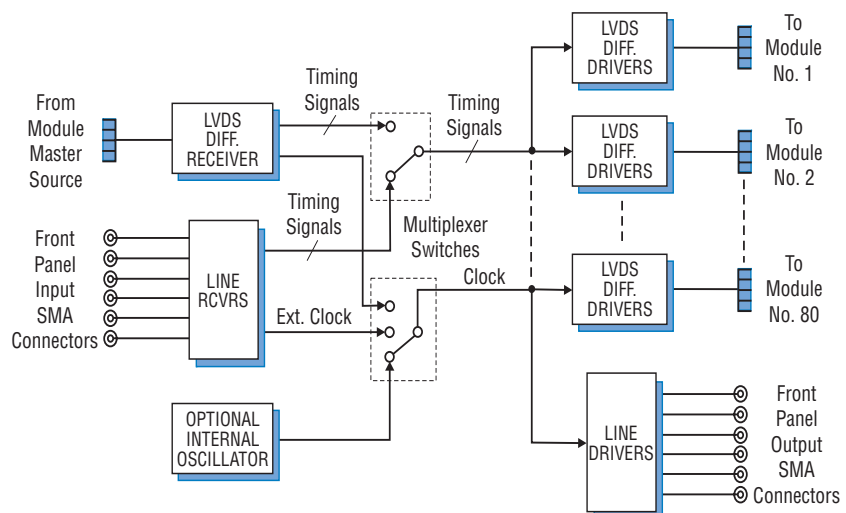 From
Module
Master
Source
LVDS
DIFF.
RECEIVER
Timing
Signals
Timing
Signals
LVDS
DIFF.
DRIVERS
To
Module
No. 1
LVDS
DIFF.
DRIVERS
To
Module
No. 2
Front
Panel
Input
SMA
Connectors
LINE
RCVRS
Timing
Signals
Multiplexer
Switches
Ext. Clock
Clock
LVDS
DIFF.
DRIVERS
To
Module
No. 80
OPTIONAL
INTERNAL
OSCILLATOR
LINE
DRIVERS
Front
Panel
Output
SMA
Connectors